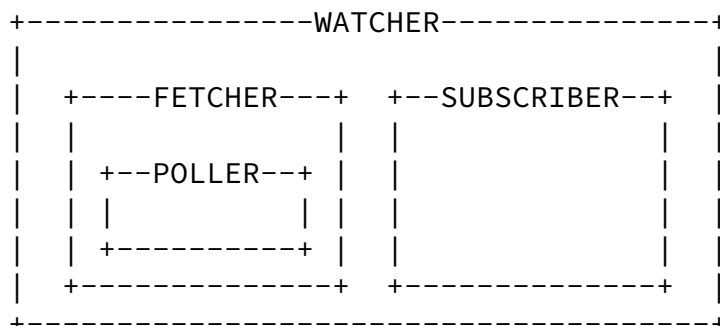 +----------------WATCHER---------------+
|                                      |
|  +----FETCHER---+  +--SUBSCRIBER--+  |
|  |              |  |              |  |
|  | +--POLLER--+ |  |              |  |
|  | |          | |  |              |  |
|  | +----------+ |  |              |  |
|  +--------------+  +--------------+  |
+--------------------------------------+